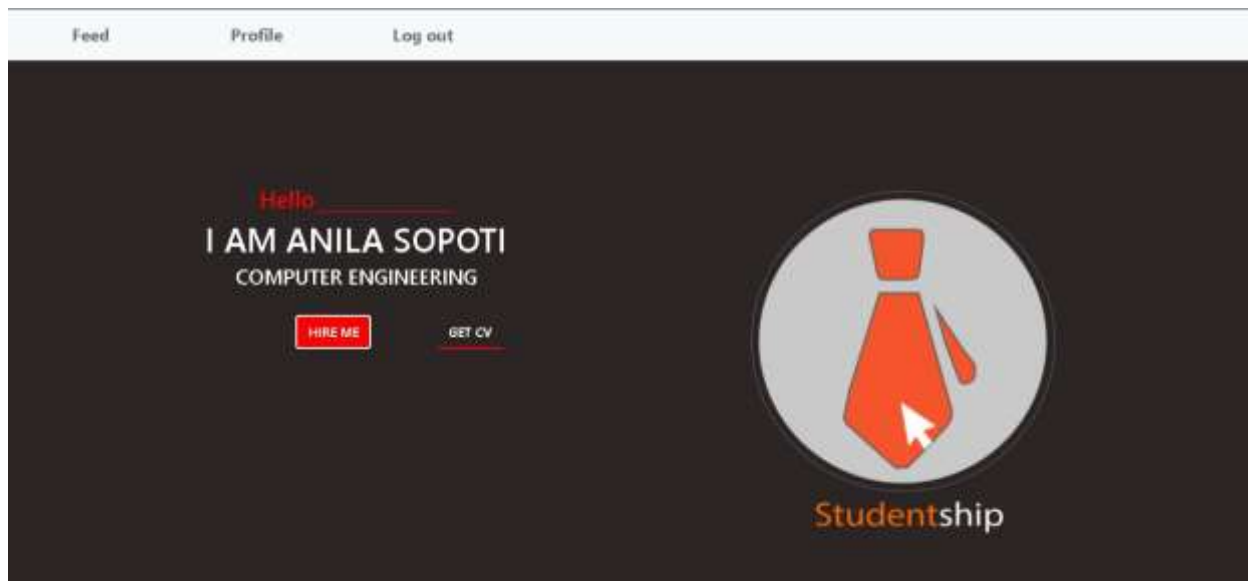 Feed Profile Log out
Hello
I AM ANILA SOPOTI
COMPUTER ENGINEERING
HIRE ME GET CV
Studentship